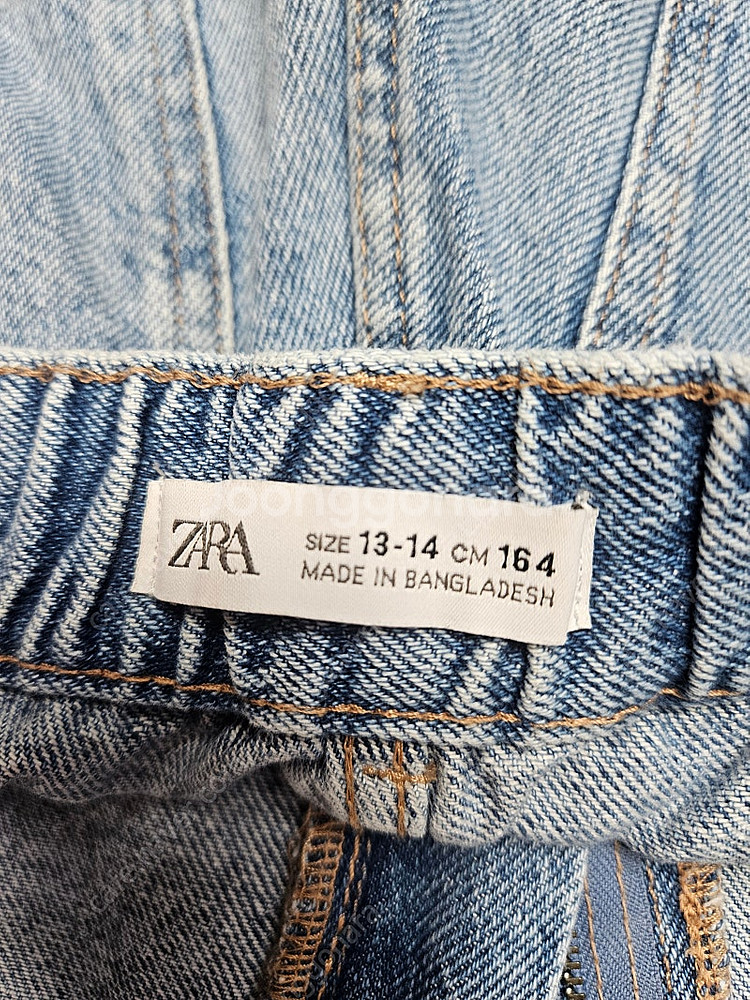 ZARA
SIZE 13-14 CM 164
MADE IN BANGLADESH